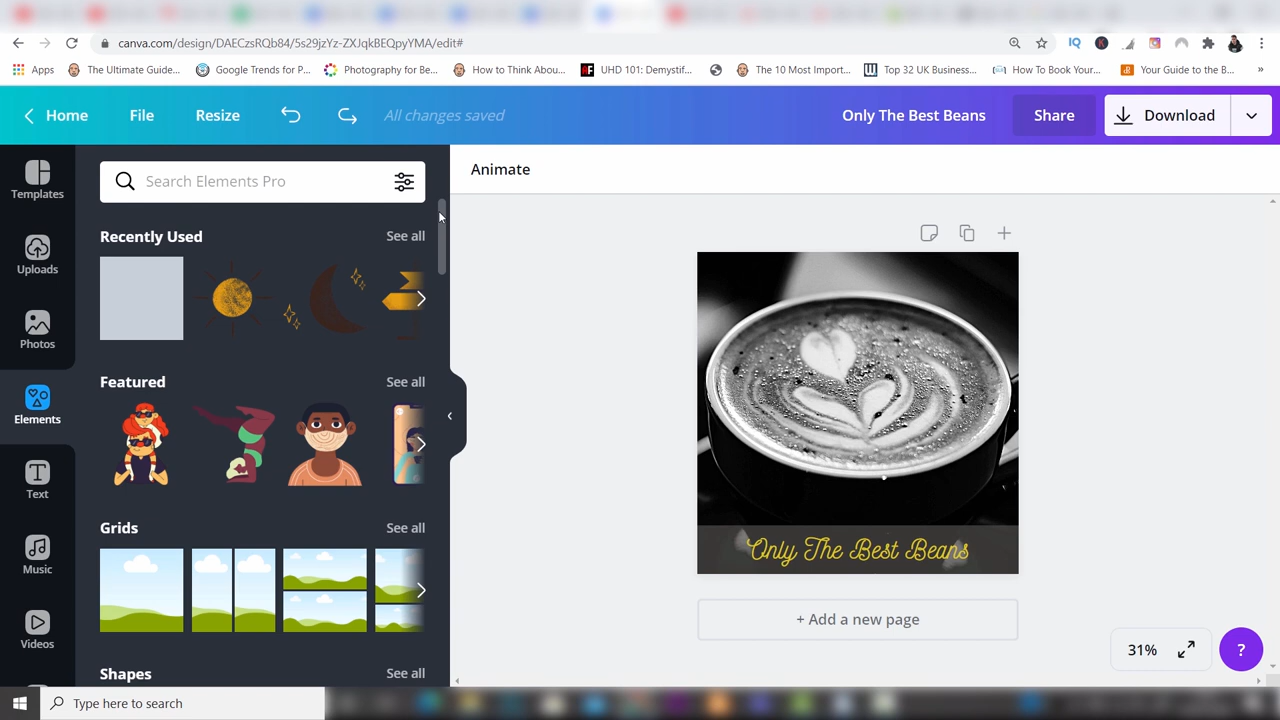 canva.com/design/DAECzsRQb84/5s29jzYz-ZXJqkBEQpyYMA/edit#
Apps
The Ultimate Guide...
Google Trends for P...
Photography for Be...
How to Think Abou...
UHD 101: Demystif...
The 10 Most Import...
Top 32 UK Business...
How To Book Your...
Your Guide to the B...
Home
File
Resize
All changes saved
Only The Best Beans
Share
Download
Templates
Uploads
Photos
Elements
Text
Music
Videos
Search Elements Pro
Recently Used
See all
Featured
See all
Grids
See all
Shapes
See all
Animate
Only The Best Beans
+ Add a new page
31%
?
Type here to search